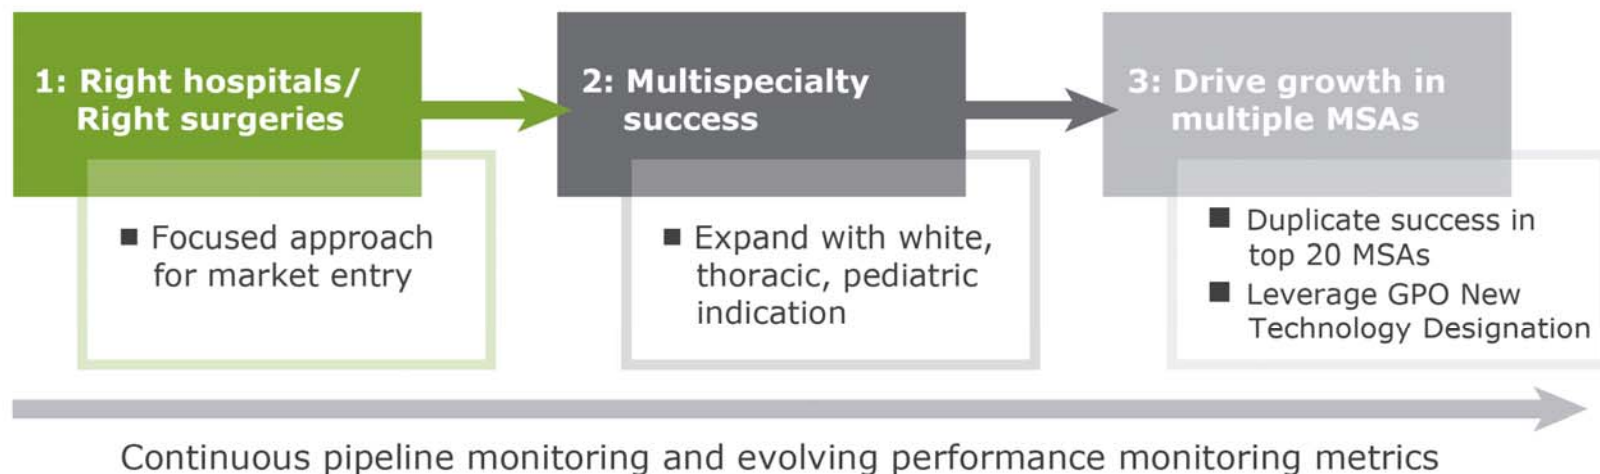 1: Right hospitals/
Right surgeries
■ Focused approach
for market entry
2: Multispecialty
success
■ Expand with white,
thoracic, pediatric
indication
3: Drive growth in
multiple MSAs
■ Duplicate success in
top 20 MSAs
■ Leverage GPO New
Technology Designation
Continuous pipeline monitoring and evolving performance monitoring metrics